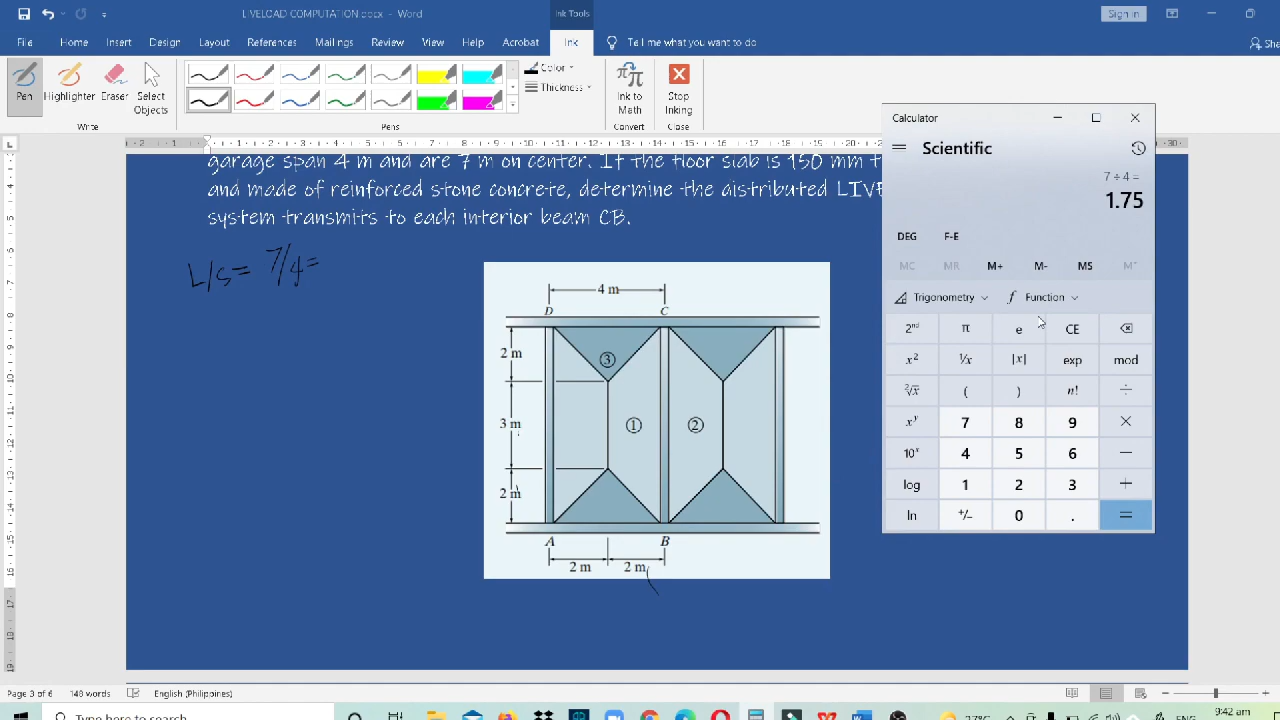 LIVELOAD COMPUTATION.docx - Word
Ink Tools
Sign in
File Home Insert Design Layout References Mailings Review View Help Acrobat Ink Tell me what you want to do
Pen Highlighter Eraser Select Objects
Color
Thickness
Ink to Math
Stop Inking
Write Pens Convert Close
garage span 4 m and are 7 m on center. If the floor slab is 150 mm t
and made of reinforced stone concrete, determine the distributed LIVE
system transmits to each interior beam CB.
L/S = 7/4 =
4 m
D C
2 m
3
3 m
1 2
2 m
A B
2 m 2 m
Calculator
Scientific
7 ÷ 4 =
1.75
DEG F-E
MC MR M+ M- MS
Trigonometry Function
2nd π e CE
x² ¹/x |x| exp mod
²√x ( ) n! ÷
xʸ 7 8 9 ×
10ˣ 4 5 6 −
log 1 2 3 +
ln +/− 0 . =
Page 3 of 6 148 words English (Philippines)
Type here to search
ENG
9:42 am